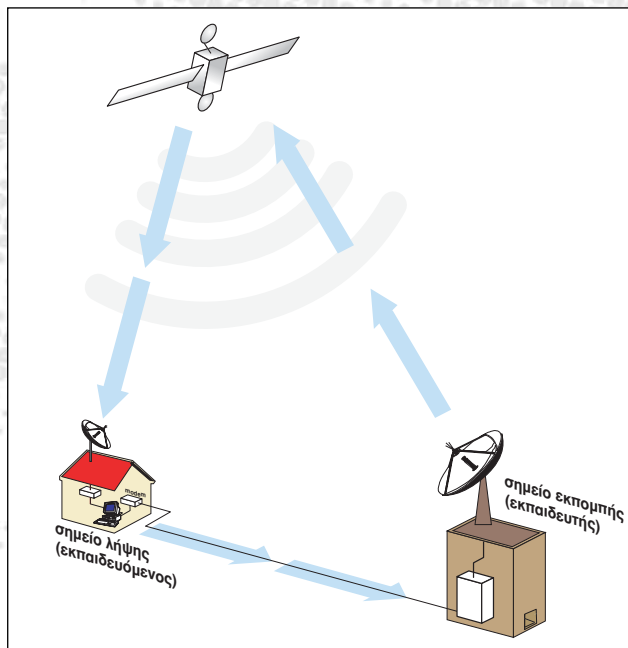 modem
σημείο λήψης
(εκπαιδευόμενος)
σημείο εκπομπής
(εκπαιδευτής)